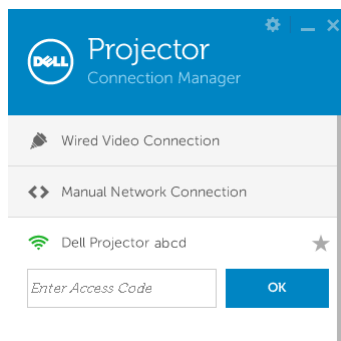 DELL
Projector
Connection Manager
Wired Video Connection
Manual Network Connection
Dell Projector abcd
Enter Access Code
OK